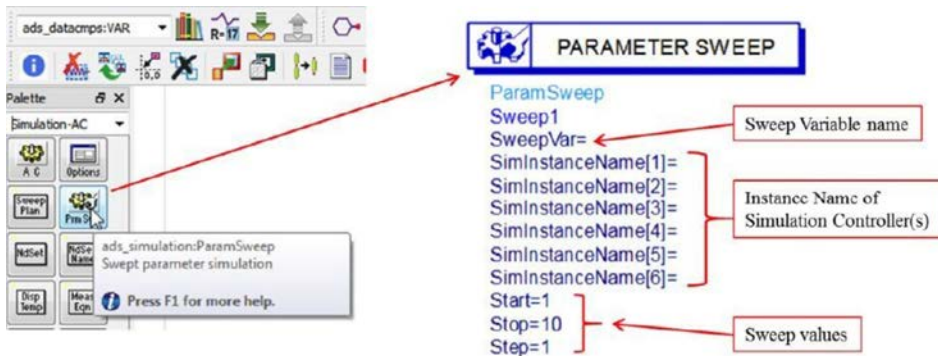 ads_datacmps:VAR
R=17
0,0
Palette
Simulation-AC
A C
Options
Sweep
Plan
Prm S
NdSet
NdSe
Name
Disp
Temp
Meas
Eqn
ads_simulation:ParamSweep
Swept parameter simulation
Press F1 for more help.
PARAMETER SWEEP
ParamSweep
Sweep1
SweepVar=
SimInstanceName[1]=
SimInstanceName[2]=
SimInstanceName[3]=
SimInstanceName[4]=
SimInstanceName[5]=
SimInstanceName[6]=
Start=1
Stop=10
Step=1
Sweep Variable name
Instance Name of
Simulation Controller(s)
Sweep values